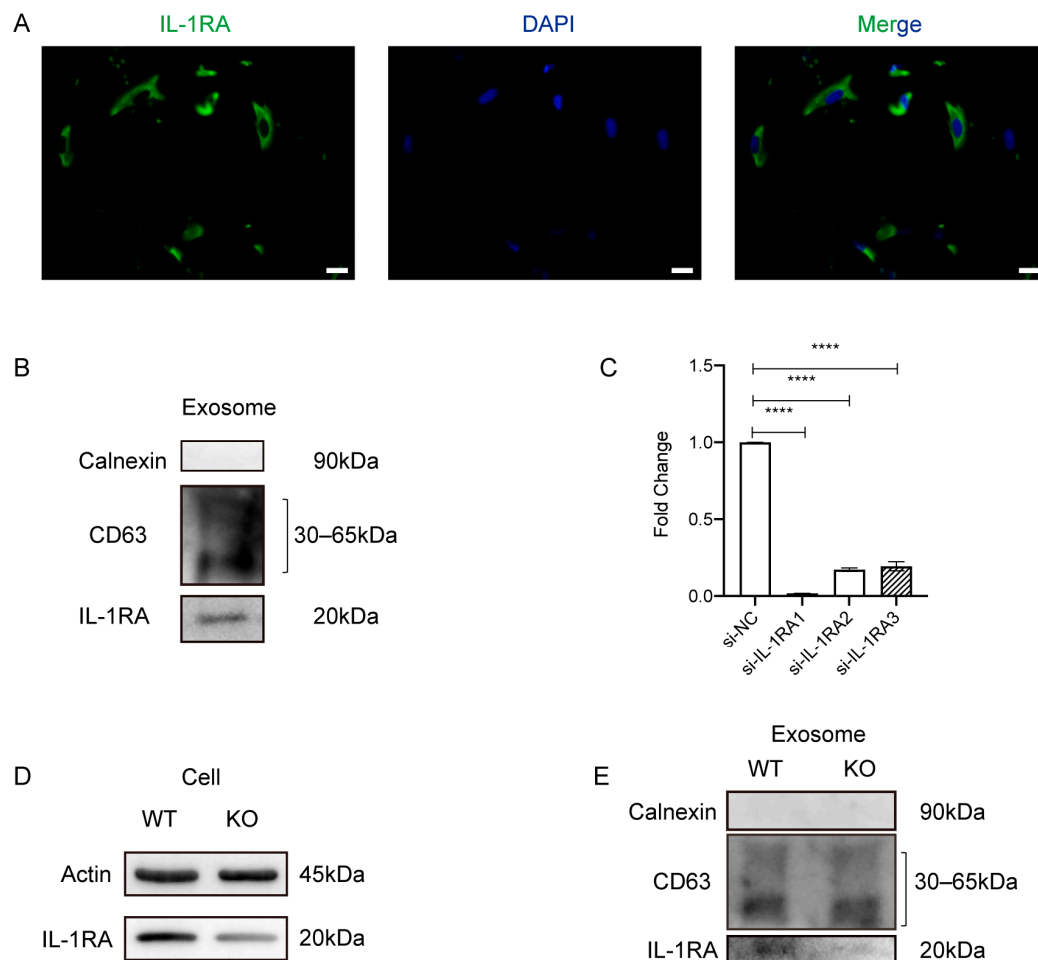 A
IL-1RA
DAPI
Merge
B
Exosome
Calnexin
90kDa
CD63
30–65kDa
IL-1RA
20kDa
C
Fold Change
1.5
1.0
0.5
0.0
****
****
****
si-NC
si-IL-1RA1
si-IL-1RA2
si-IL-1RA3
D
Cell
WT
KO
Actin
45kDa
IL-1RA
20kDa
E
Exosome
WT
KO
Calnexin
90kDa
CD63
30–65kDa
IL-1RA
20kDa